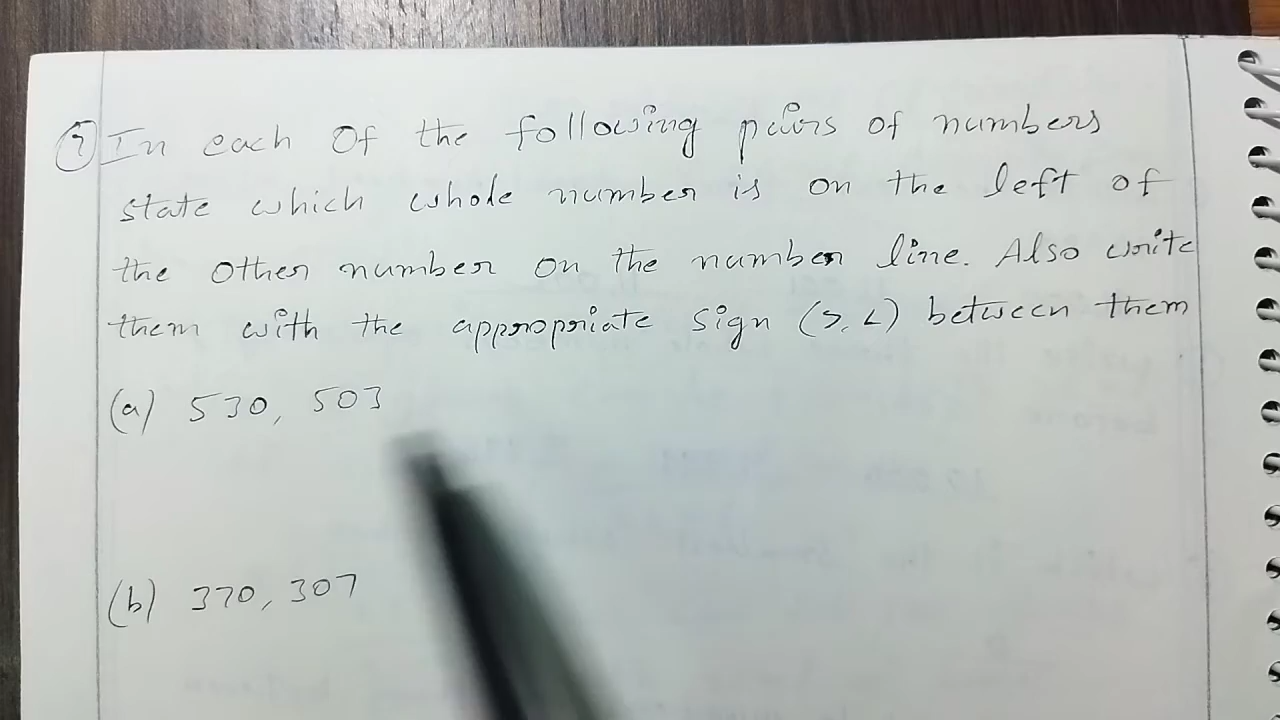 7 In each Of the following pairs of numbers
state which whole number is on the left of
the other number on the number line. Also write
them with the appropriate sign (>, <) between them
(a) 530, 503
(b) 370, 307